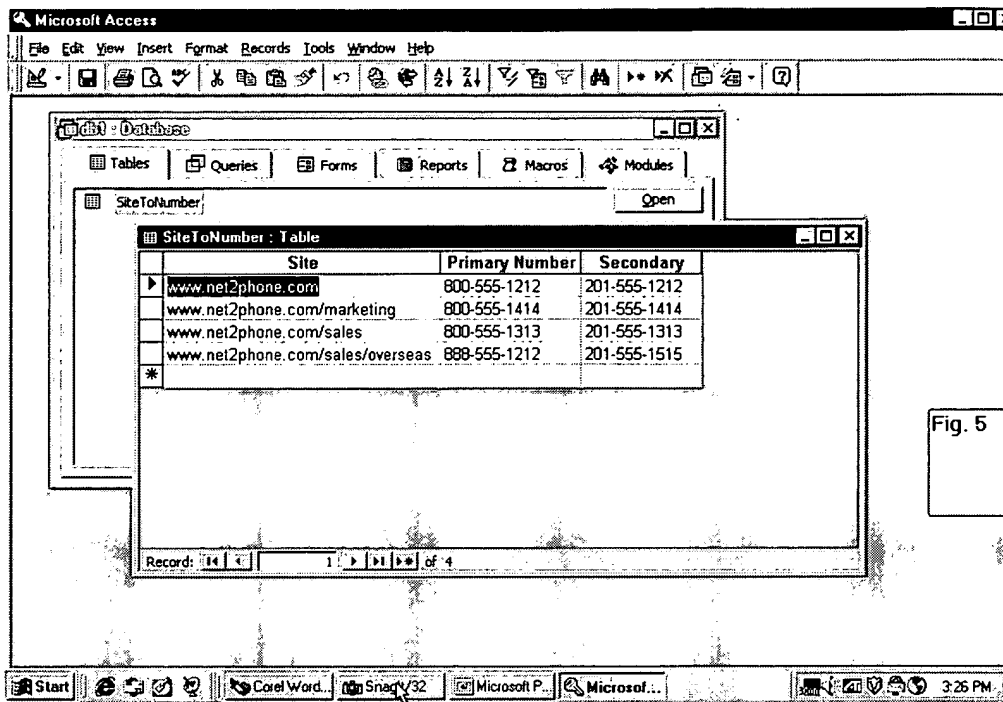 Microsoft Access
File Edit View Insert Format Records Tools Window Help
db1 : Database
Tables Queries Forms Reports Macros Modules
SiteToNumber Open
SiteToNumber : Table
Site Primary Number Secondary
www.net2phone.com 800-555-1212 201-555-1212
www.net2phone.com/marketing 800-555-1414 201-555-1414
www.net2phone.com/sales 800-555-1313 201-555-1313
www.net2phone.com/sales/overseas 888-555-1212 201-555-1515
Fig. 5
Record: 1 of 4
Start Corel Word... SnagIt/32 Microsoft P... Microsof... 3:26 PM